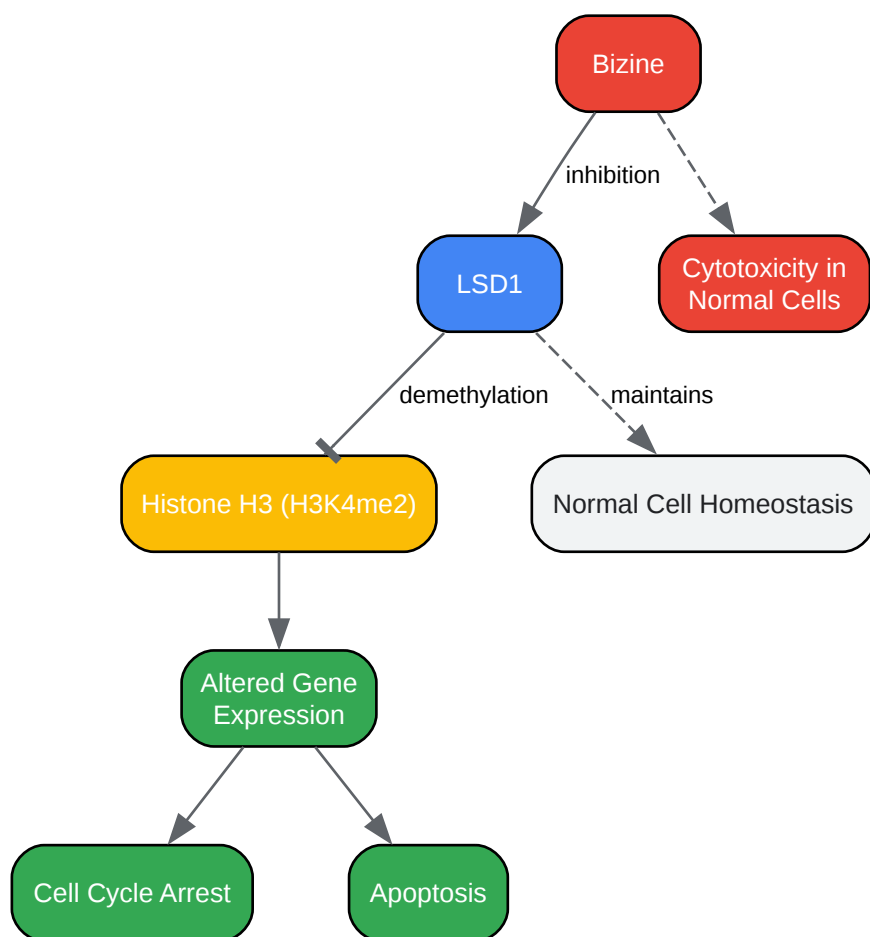 Bizine
inhibition
LSD1
Cytotoxicity in
Normal Cells
demethylation
maintains
Histone H3 (H3K4me2)
Normal Cell Homeostasis
Altered Gene
Expression
Cell Cycle Arrest
Apoptosis